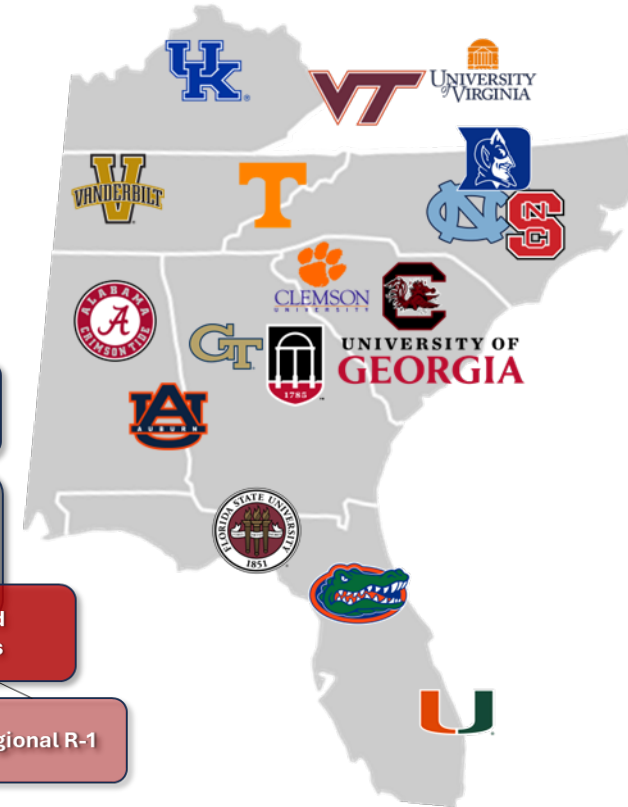 UK
VT
UNIVERSITY
of VIRGINIA
V
VANDERBILT
T
NC
NCS
CLEMSON
UNIVERSITY
C
ALABAMA
A
CRIMSON TIDE
GT
1785
UNIVERSITY OF
GEORGIA
AU
AUBURN
FLORIDA STATE UNIVERSITY
1851
U
gional R-1